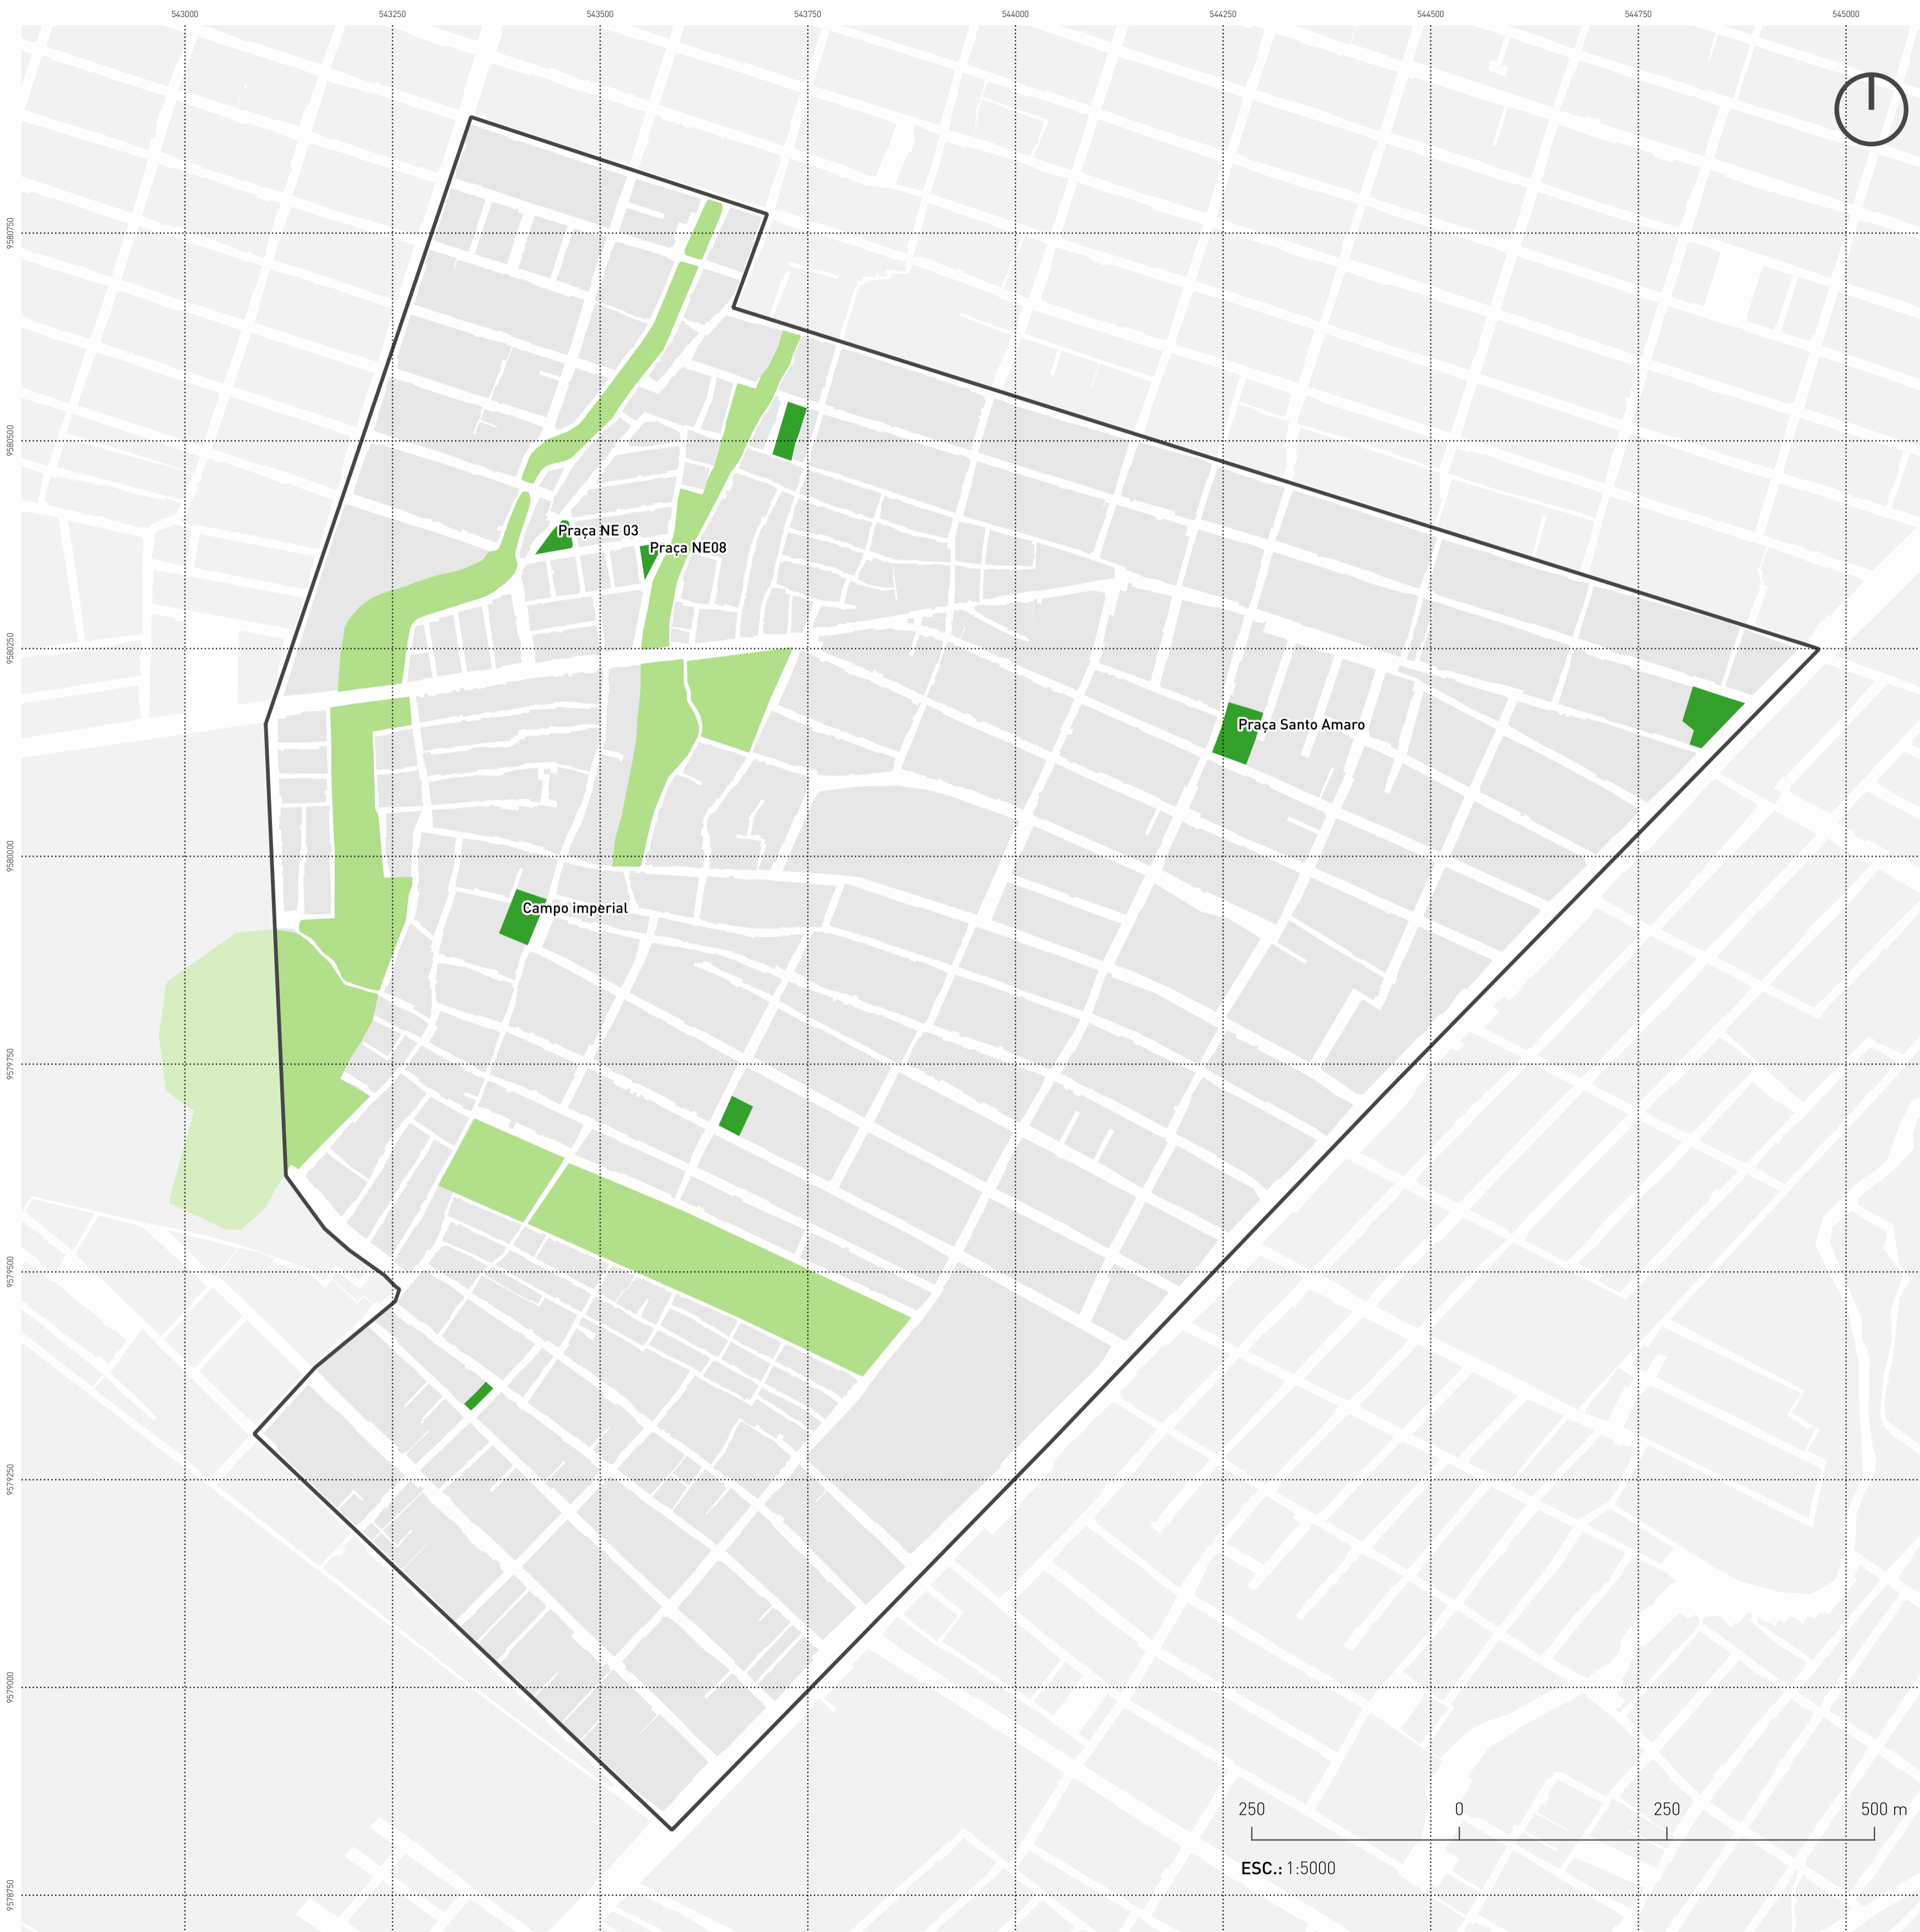 543000 543250 543500 543750 544000 544250 544500 544750 545000
9580750
9580500
Praça NE 03
Praça NE08
9580250
Praça Santo Amaro
9580000
Campo imperial
9579750
9579500
9579250
9579000
250 0 250 500 m
ESC.: 1:5000
9578750